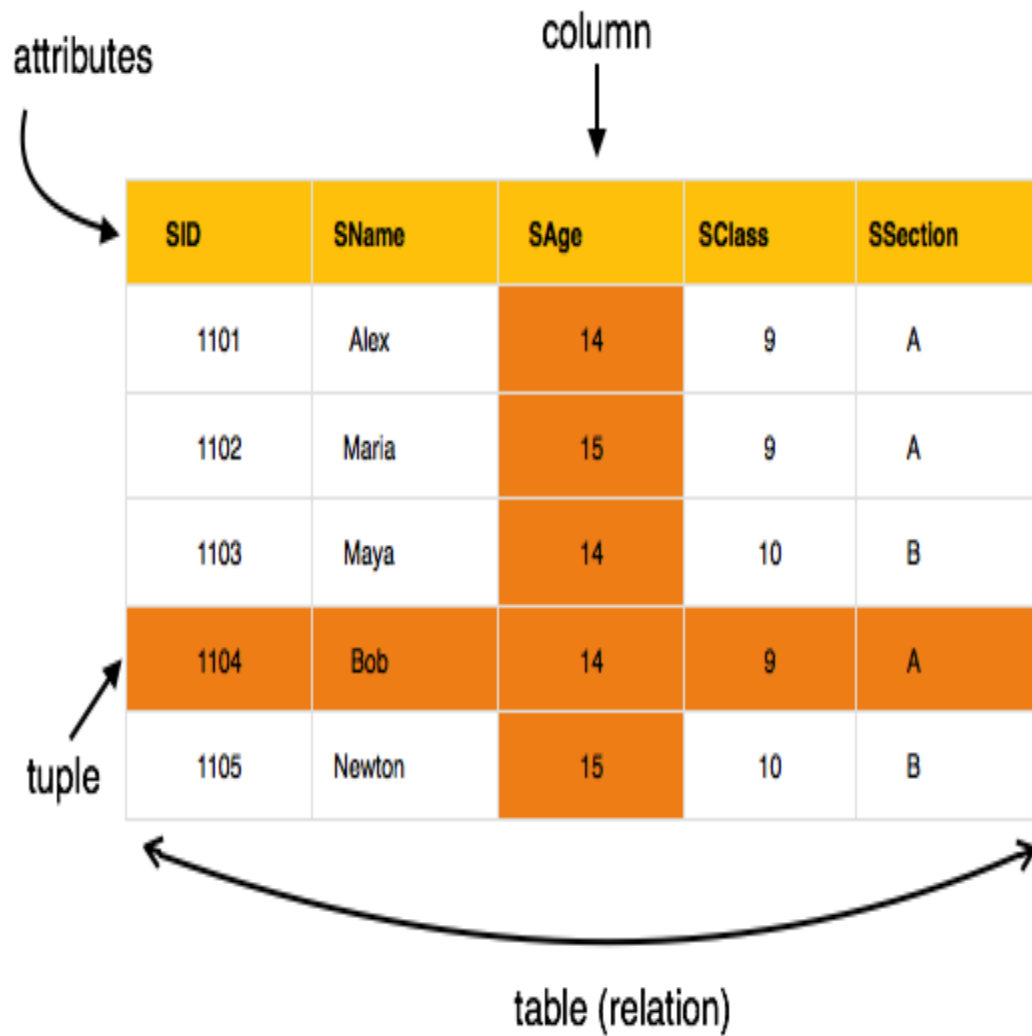 column
attributes
SID SName SAge SClass SSection
1101 Alex 14 9 A
1102 Maria 15 9 A
1103 Maya 14 10 B
1104 Bob 14 9 A
tuple
1105 Newton 15 10 B
table (relation)